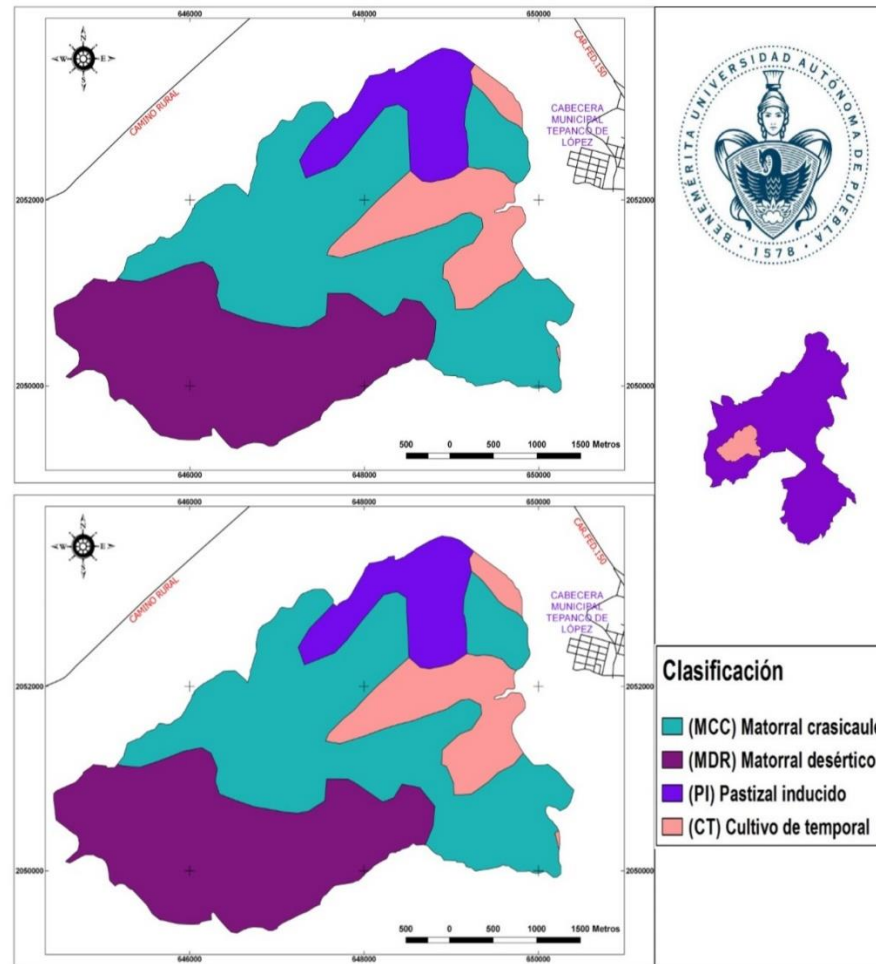 646000 648000 650000
N
W E
S
CAMINO RURAL
CAR.FED.150
CABECERA
MUNICIPAL
TEPANCO DE
LÓPEZ
2052000 2052000
2050000 2050000
500 0 500 1000 1500 Metros
646000 648000 650000
646000 648000 650000
N
W E
S
CAMINO RURAL
CAR.FED.150
CABECERA
MUNICIPAL
TEPANCO DE
LÓPEZ
2052000 2052000
2050000 2050000
500 0 500 1000 1500 Metros
646000 648000 650000
BENEMÉRITA UNIVERSIDAD AUTÓNOMA DE PUEBLA
1578
Clasificación
(MCC) Matorral crasicaule
(MDR) Matorral desértico
(PI) Pastizal inducido
(CT) Cultivo de temporal